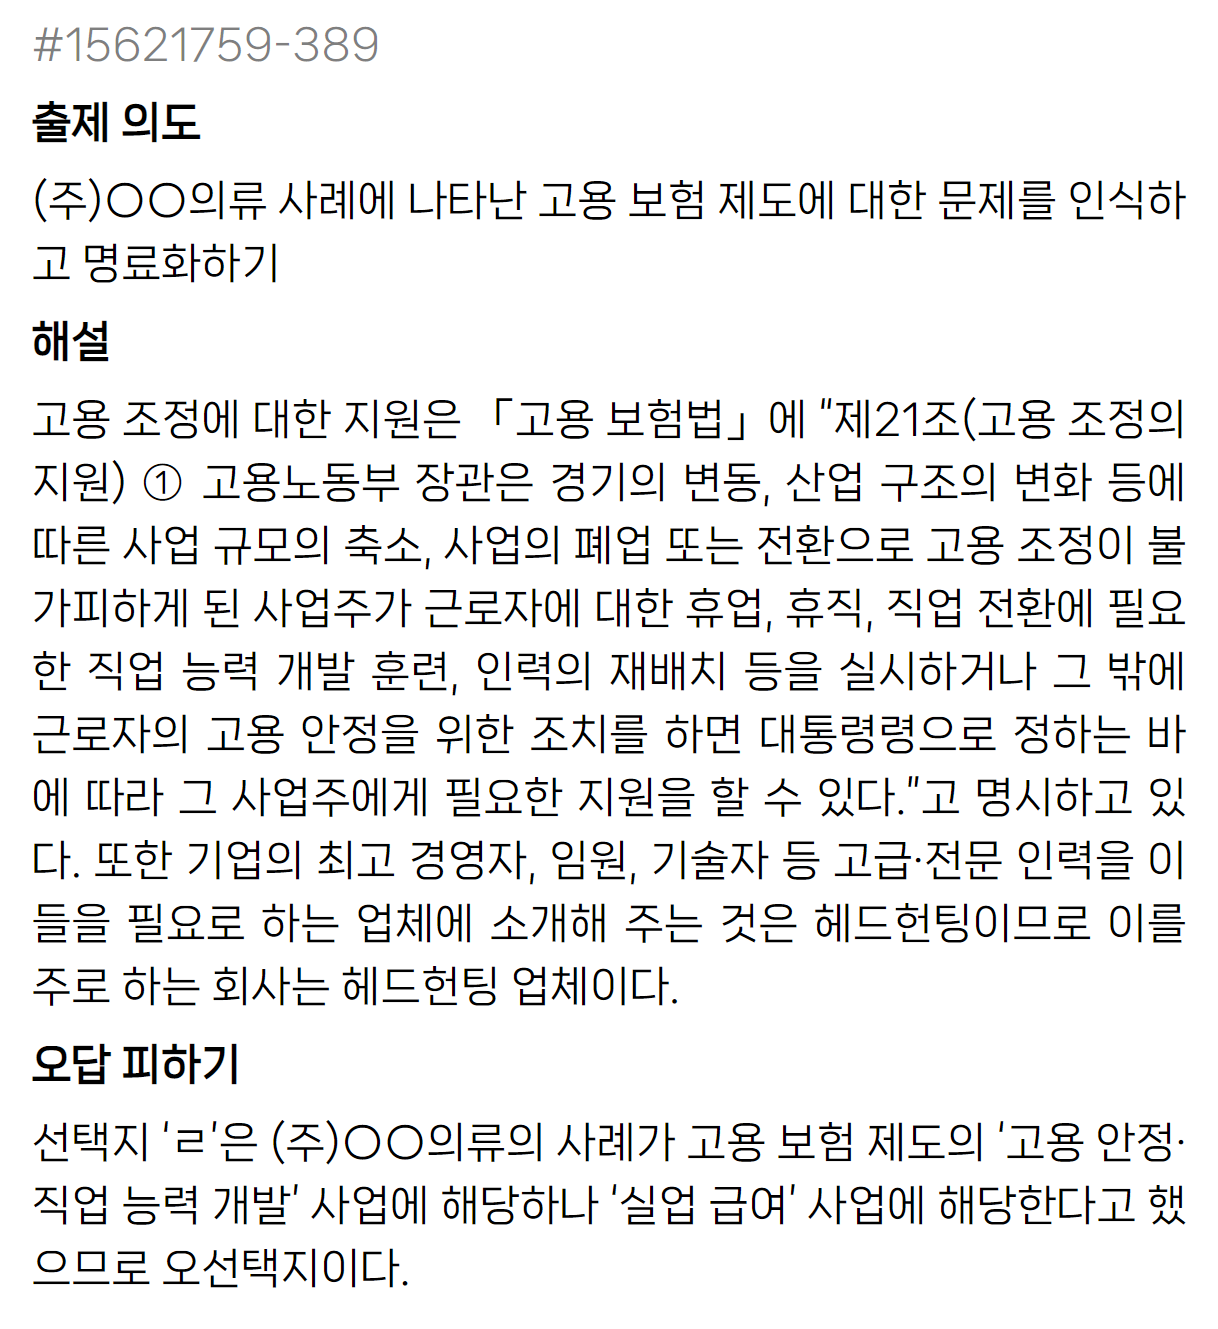 #15621759-389
출제 의도
(주)○○의류 사례에 나타난 고용 보험 제도에 대한 문제를 인식하
고 명료화하기
해설
고용 조정에 대한 지원은 「고용 보험법」에 "제21조(고용 조정의
지원) ① 고용노동부 장관은 경기의 변동, 산업 구조의 변화 등에
따른 사업 규모의 축소, 사업의 폐업 또는 전환으로 고용 조정이 불
가피하게 된 사업주가 근로자에 대한 휴업, 휴직, 직업 전환에 필요
한 직업 능력 개발 훈련, 인력의 재배치 등을 실시하거나 그 밖에
근로자의 고용 안정을 위한 조치를 하면 대통령령으로 정하는 바
에 따라 그 사업주에게 필요한 지원을 할 수 있다."고 명시하고 있
다. 또한 기업의 최고 경영자, 임원, 기술자 등 고급·전문 인력을 이
들을 필요로 하는 업체에 소개해 주는 것은 헤드헌팅이므로 이를
주로 하는 회사는 헤드헌팅 업체이다.
오답 피하기
선택지 'ㄹ'은 (주)○○의류의 사례가 고용 보험 제도의 '고용 안정·
직업 능력 개발' 사업에 해당하나 '실업 급여' 사업에 해당한다고 했
으므로 오선택지이다.